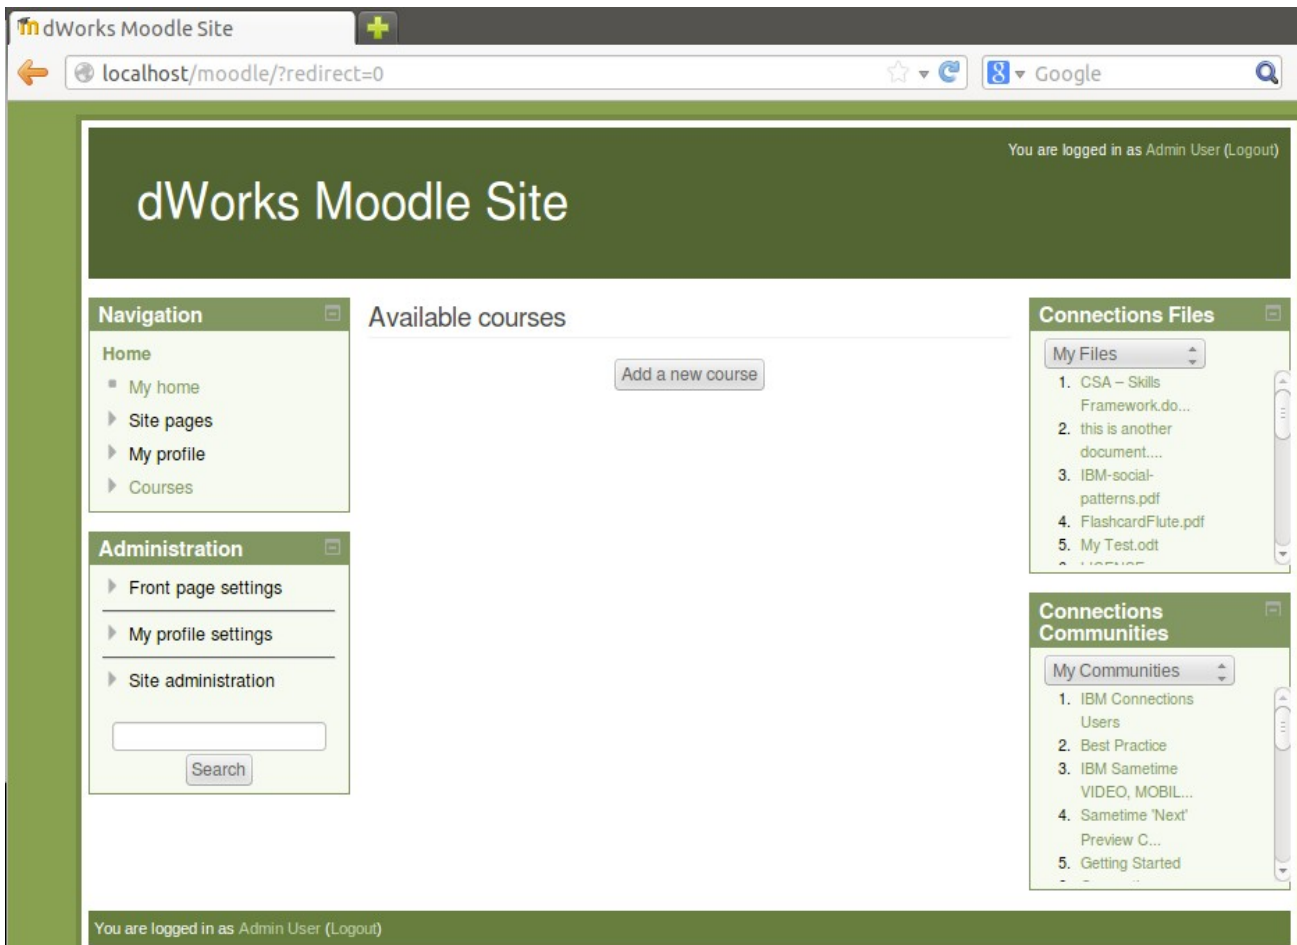 dWorks Moodle Site
localhost/moodle/?redirect=0
Google
You are logged in as Admin User (Logout)
dWorks Moodle Site
Navigation
Home
My home
Site pages
My profile
Courses
Administration
Front page settings
My profile settings
Site administration
Search
Available courses
Add a new course
Connections Files
My Files
1. CSA – Skills
Framework.do...
2. this is another
document....
3. IBM-social-
patterns.pdf
4. FlashcardFlute.pdf
5. My Test.odt
Connections
Communities
My Communities
1. IBM Connections
Users
2. Best Practice
3. IBM Sametime
VIDEO, MOBIL...
4. Sametime 'Next'
Preview C...
5. Getting Started
You are logged in as Admin User (Logout)